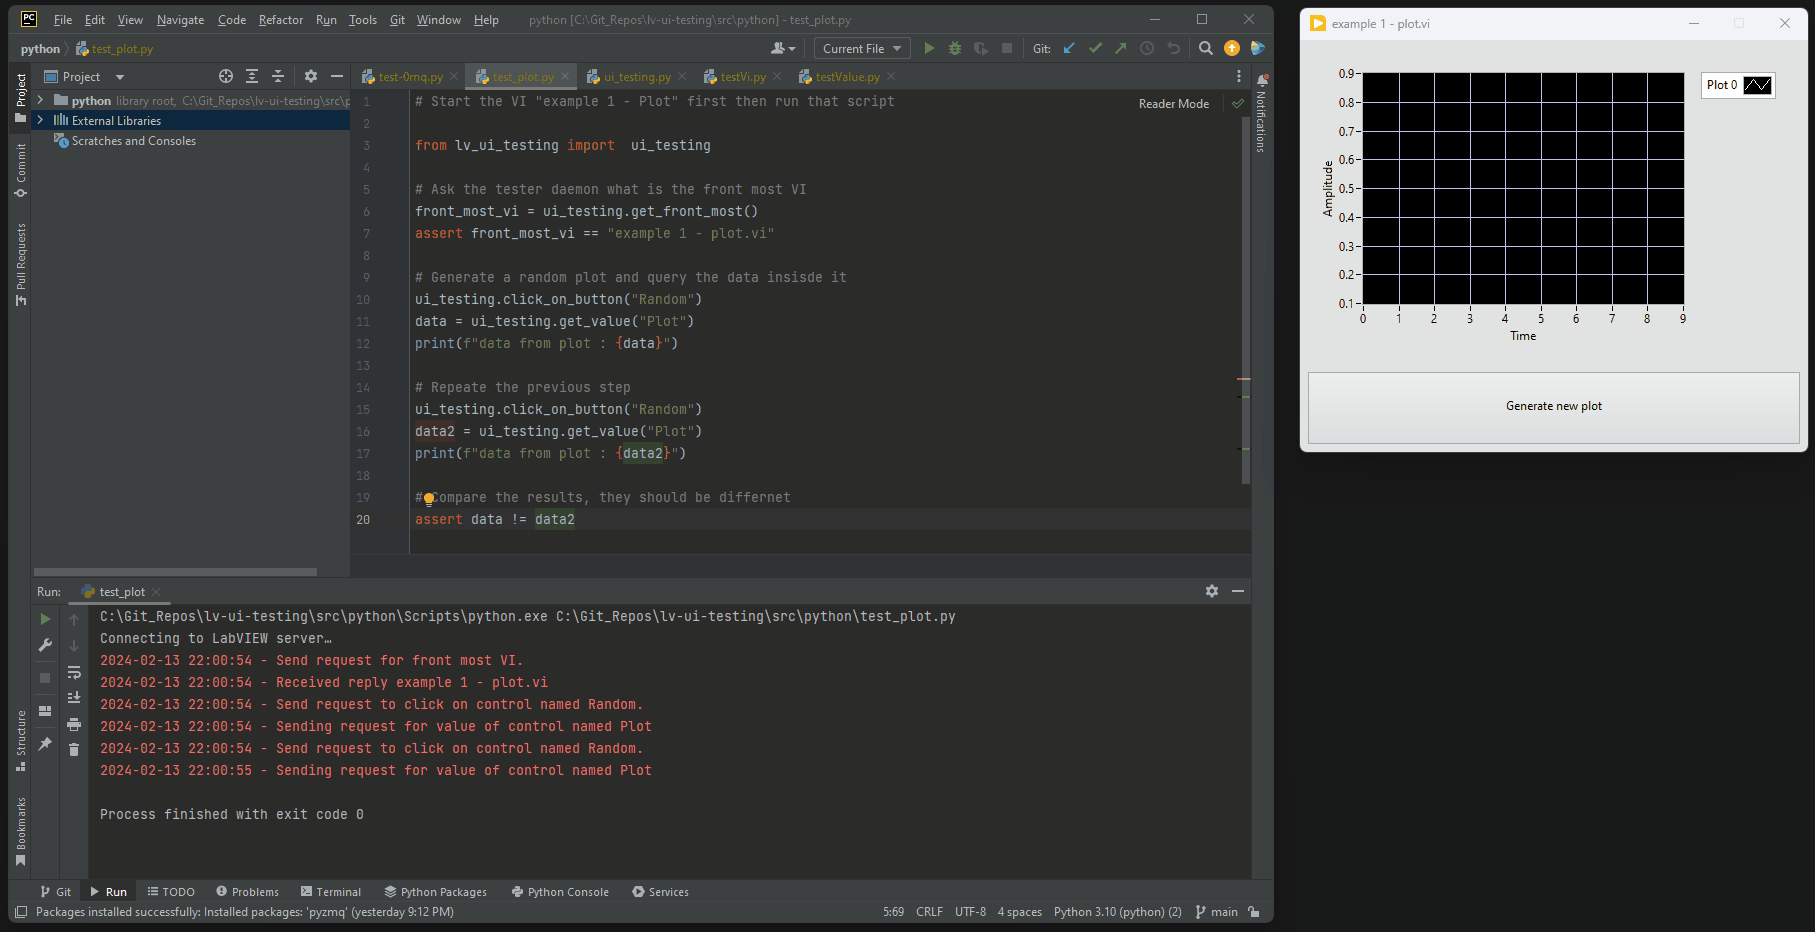 PC File Edit View Navigate Code Refactor Run Tools Git Window Help python [C:\Git_Repos\lv-ui-testing\src\python] - test_plot.py
python test_plot.py Current File Git:
Project
test-0mq.py test_plot.py ui_testing.py testVi.py testValue.py
python library root, C:\Git_Repos\lv-ui-testing\src\p
External Libraries
Scratches and Consoles
Project
Commit
Pull Requests
Structure
Bookmarks
Notifications
Reader Mode
1 # Start the VI "example 1 - Plot" first then run that script
2
3 from lv_ui_testing import  ui_testing
4
5 # Ask the tester daemon what is the front most VI
6 front_most_vi = ui_testing.get_front_most()
7 assert front_most_vi == "example 1 - plot.vi"
8
9 # Generate a random plot and query the data insisde it
10 ui_testing.click_on_button("Random")
11 data = ui_testing.get_value("Plot")
12 print(f"data from plot : {data}")
13
14 # Repeate the previous step
15 ui_testing.click_on_button("Random")
16 data2 = ui_testing.get_value("Plot")
17 print(f"data from plot : {data2}")
18
19 # Compare the results, they should be differnet
20 assert data != data2
Run: test_plot
C:\Git_Repos\lv-ui-testing\src\python\Scripts\python.exe C:\Git_Repos\lv-ui-testing\src\python\test_plot.py
Connecting to LabVIEW server…
2024-02-13 22:00:54 - Send request for front most VI.
2024-02-13 22:00:54 - Received reply example 1 - plot.vi
2024-02-13 22:00:54 - Send request to click on control named Random.
2024-02-13 22:00:54 - Sending request for value of control named Plot
2024-02-13 22:00:54 - Send request to click on control named Random.
2024-02-13 22:00:55 - Sending request for value of control named Plot
Process finished with exit code 0
Git Run TODO Problems Terminal Python Packages Python Console Services
Packages installed successfully: Installed packages: 'pyzmq' (yesterday 9:12 PM) 5:69 CRLF UTF-8 4 spaces Python 3.10 (python) (2) main
example 1 - plot.vi
Plot 0
Amplitude
0.9
0.8
0.7
0.6
0.5
0.4
0.3
0.2
0.1
0 1 2 3 4 5 6 7 8 9
Time
Generate new plot